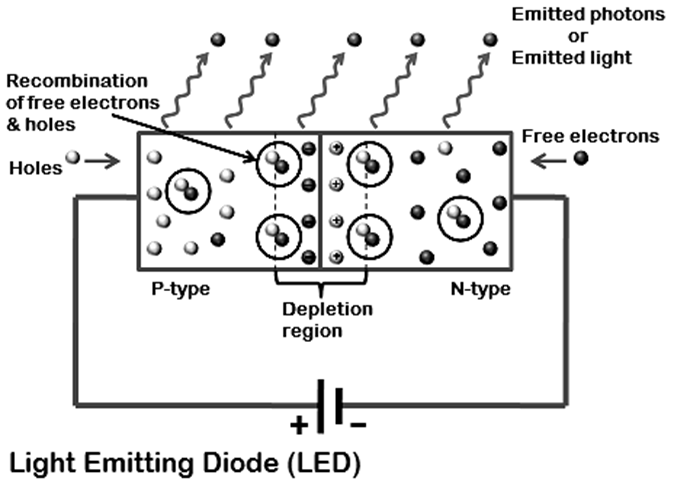 Emitted photons
or
Emitted light
Recombination
of free electrons
& holes
Holes
Free electrons
P-type
N-type
Depletion
region
+ −
Light Emitting Diode (LED)